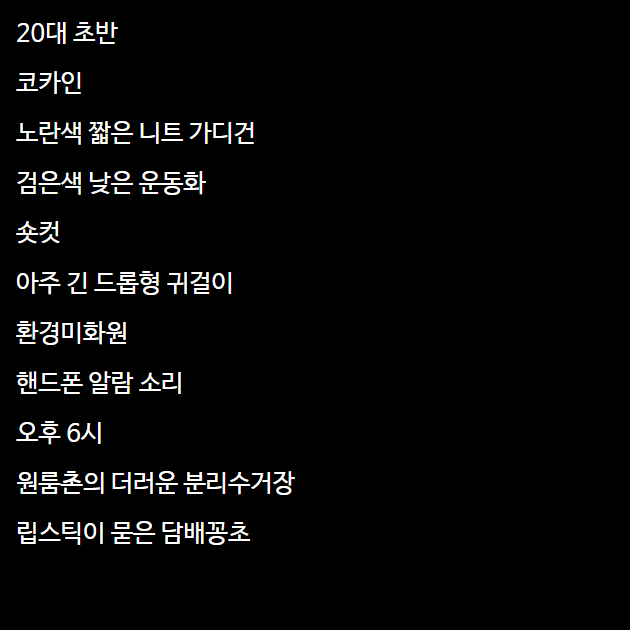 20대 초반
코카인
노란색 짧은 니트 가디건
검은색 낮은 운동화
숏컷
아주 긴 드롭형 귀걸이
환경미화원
핸드폰 알람 소리
오후 6시
원룸촌의 더러운 분리수거장
립스틱이 묻은 담배꽁초